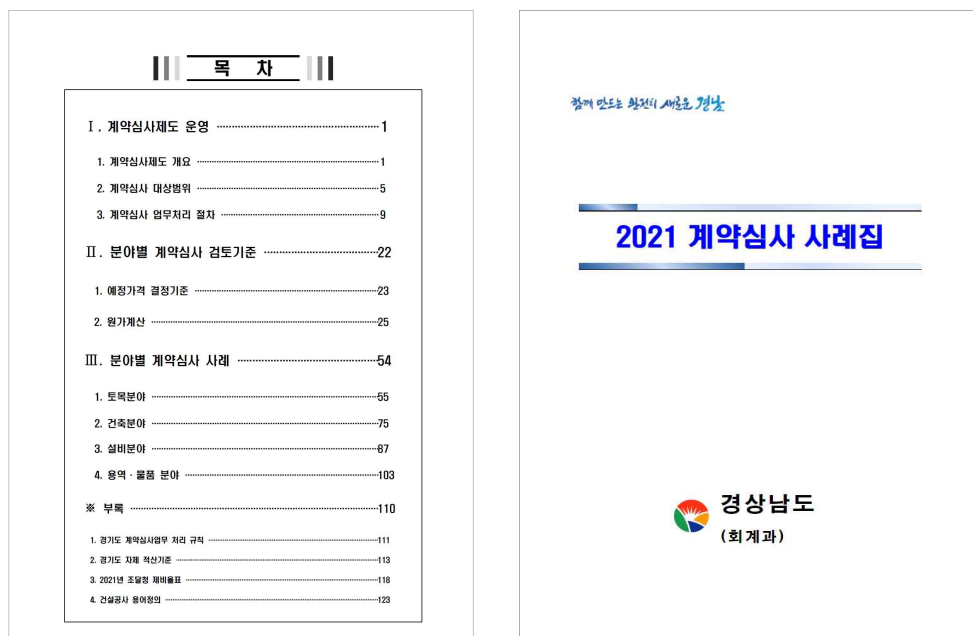 목 차
Ⅰ. 계약심사제도 운영 1
1. 계약심사제도 개요 1
2. 계약심사 대상범위 5
3. 계약심사 업무처리 절차 9
Ⅱ. 분야별 계약심사 검토기준 22
1. 예정가격 결정기준 23
2. 원가계산 25
Ⅲ. 분야별 계약심사 사례 54
1. 토목분야 55
2. 건축분야 75
3. 설비분야 87
4. 용역·물품 분야 103
※ 부록 110
1. 경기도 계약심사업무 처리 규칙 111
2. 경기도 자체 적산기준 113
3. 2021년 조달청 제비율표 118
4. 건설공사 용어정의 123
함께 만드는 완전히 새로운 경남
2021 계약심사 사례집
경상남도
(회계과)